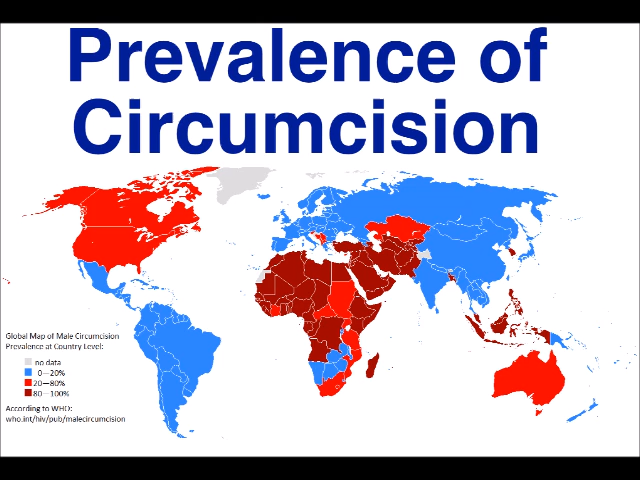 Prevalence of
Circumcision
Global Map of Male Circumcision
Prevalence at Country Level:
no data
0—20%
20—80%
80—100%
According to WHO:
who.int/hiv/pub/malecircumcision